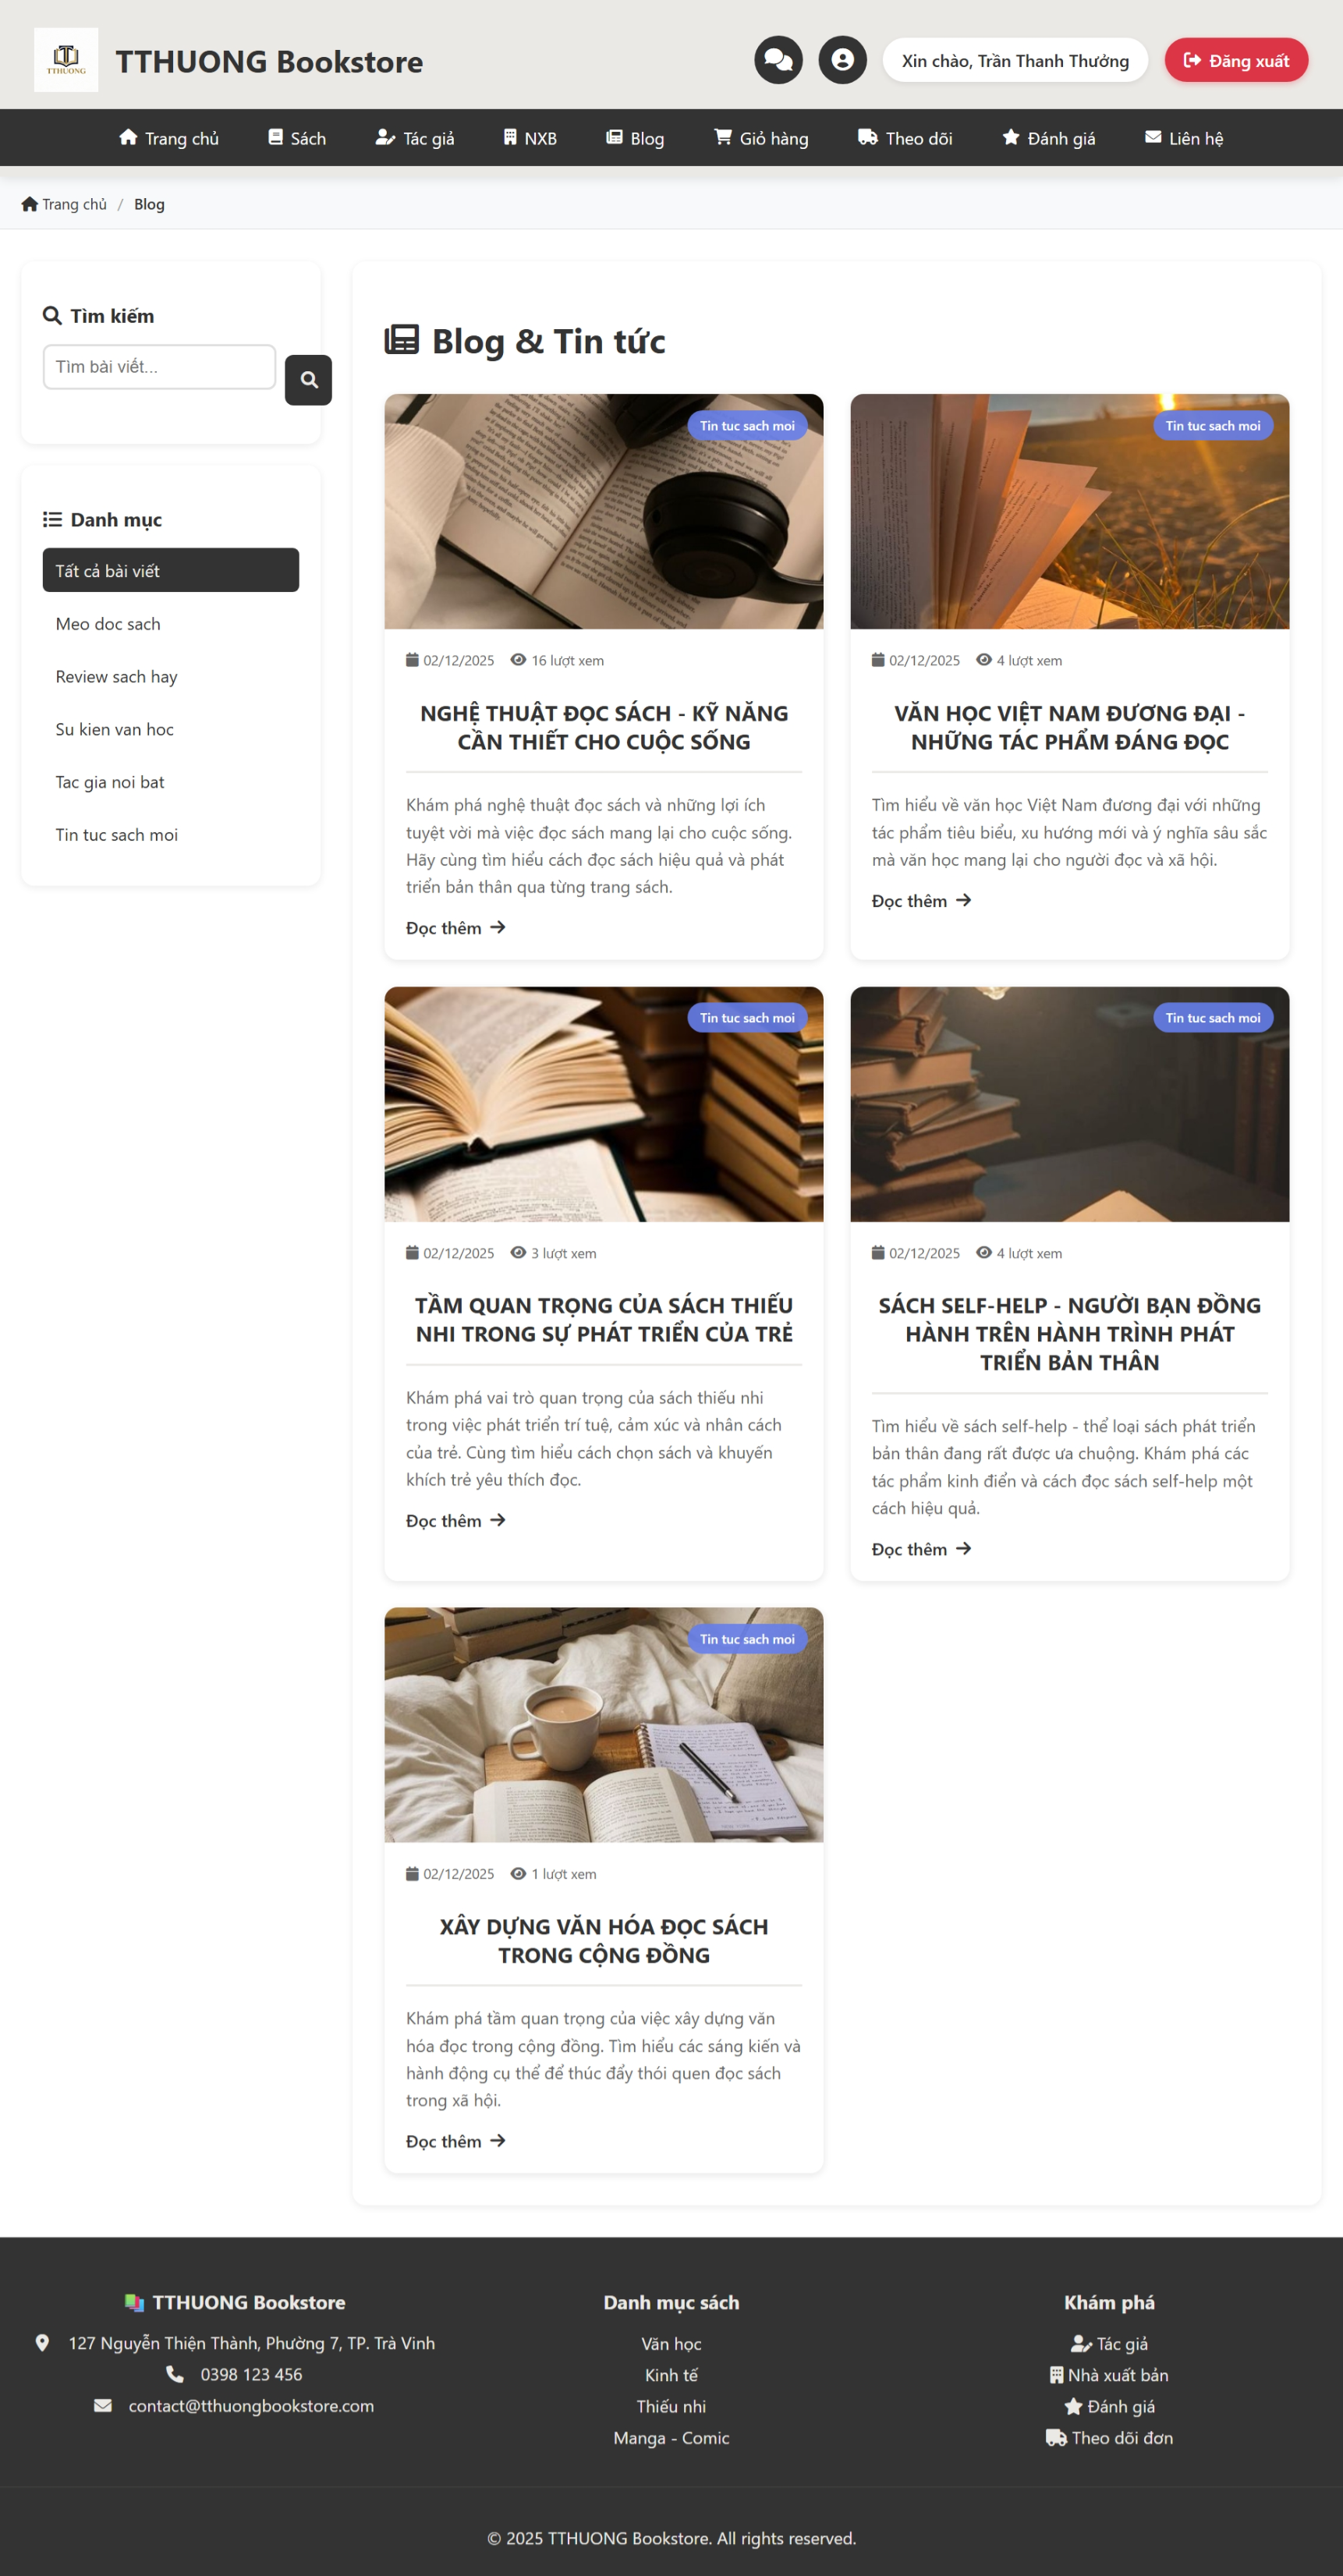 TTHUONG
TTHUONG Bookstore
Xin chào, Trần Thanh Thưởng
Đăng xuất
Trang chủ
Sách
Tác giả
NXB
Blog
Giỏ hàng
Theo dõi
Đánh giá
Liên hệ
Trang chủ / Blog
Tìm kiếm
Tìm bài viết...
Danh mục
Tất cả bài viết
Meo doc sach
Review sach hay
Su kien van hoc
Tac gia noi bat
Tin tuc sach moi
Blog & Tin tức
Tin tuc sach moi
02/12/2025 16 lượt xem
NGHỆ THUẬT ĐỌC SÁCH - KỸ NĂNG
CẦN THIẾT CHO CUỘC SỐNG
Khám phá nghệ thuật đọc sách và những lợi ích
tuyệt vời mà việc đọc sách mang lại cho cuộc sống.
Hãy cùng tìm hiểu cách đọc sách hiệu quả và phát
triển bản thân qua từng trang sách.
Đọc thêm
Tin tuc sach moi
02/12/2025 4 lượt xem
VĂN HỌC VIỆT NAM ĐƯƠNG ĐẠI -
NHỮNG TÁC PHẨM ĐÁNG ĐỌC
Tìm hiểu về văn học Việt Nam đương đại với những
tác phẩm tiêu biểu, xu hướng mới và ý nghĩa sâu sắc
mà văn học mang lại cho người đọc và xã hội.
Đọc thêm
Tin tuc sach moi
02/12/2025 3 lượt xem
TẦM QUAN TRỌNG CỦA SÁCH THIẾU
NHI TRONG SỰ PHÁT TRIỂN CỦA TRẺ
Khám phá vai trò quan trọng của sách thiếu nhi
trong việc phát triển trí tuệ, cảm xúc và nhân cách
của trẻ. Cùng tìm hiểu cách chọn sách và khuyến
khích trẻ yêu thích đọc.
Đọc thêm
Tin tuc sach moi
02/12/2025 4 lượt xem
SÁCH SELF-HELP - NGƯỜI BẠN ĐỒNG
HÀNH TRÊN HÀNH TRÌNH PHÁT
TRIỂN BẢN THÂN
Tìm hiểu về sách self-help - thể loại sách phát triển
bản thân đang rất được ưa chuộng. Khám phá các
tác phẩm kinh điển và cách đọc sách self-help một
cách hiệu quả.
Đọc thêm
Tin tuc sach moi
02/12/2025 1 lượt xem
XÂY DỰNG VĂN HÓA ĐỌC SÁCH
TRONG CỘNG ĐỒNG
Khám phá tầm quan trọng của việc xây dựng văn
hóa đọc trong cộng đồng. Tìm hiểu các sáng kiến và
hành động cụ thể để thúc đẩy thói quen đọc sách
trong xã hội.
Đọc thêm
TTHUONG Bookstore
127 Nguyễn Thiện Thành, Phường 7, TP. Trà Vinh
0398 123 456
contact@tthuongbookstore.com
Danh mục sách
Văn học
Kinh tế
Thiếu nhi
Manga - Comic
Khám phá
Tác giả
Nhà xuất bản
Đánh giá
Theo dõi đơn
© 2025 TTHUONG Bookstore. All rights reserved.